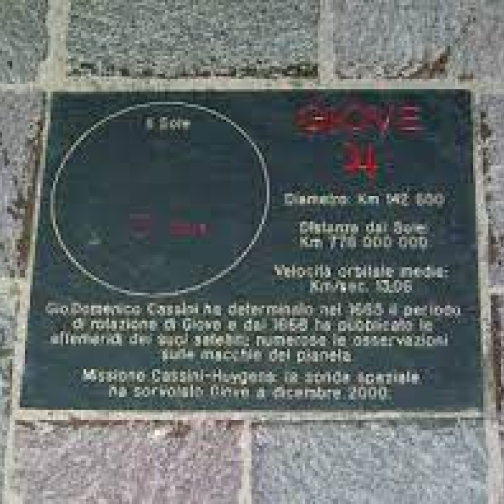 Il Sole
GIOVE
♃
Diametro: Km 142 800
Distanza dal Sole:
Km 778 000 000
Velocità orbitale media:
Km/sec. 13,06
Gio.Domenico Cassini ha determinato nel 1665 il periodo
di rotazione di Giove e dal 1668 ha pubblicato le
effemeridi dei suoi satelliti; numerose le osservazioni
sulle macchie del pianeta.
Missione Cassini-Huygens: la sonda spaziale
ha sorvolato Giove a dicembre 2000.